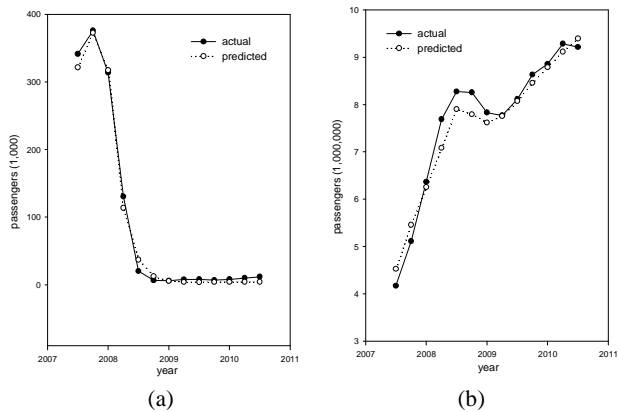 400
300
200
100
0
passengers (1,000)
actual
predicted
2007 2008 2009 2010 2011
year
(a)
10
9
8
7
6
5
4
3
passengers (1,000,000)
actual
predicted
2007 2008 2009 2010 2011
year
(b)